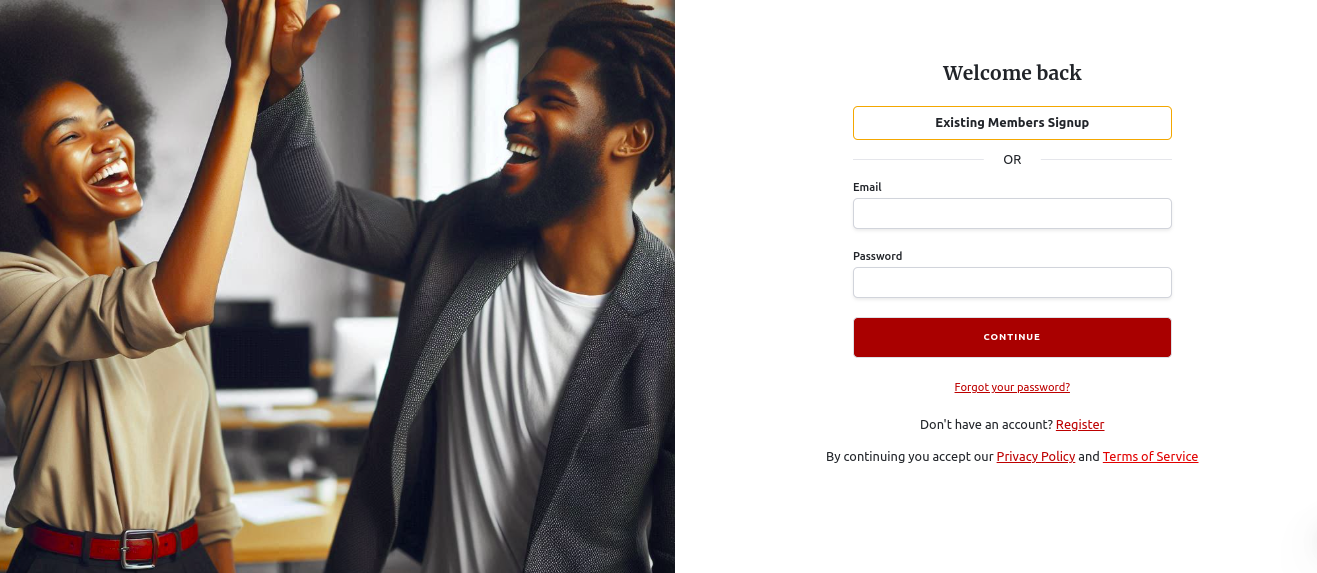 Welcome back
Existing Members Signup
OR
Email
Password
CONTINUE
Forgot your password?
Don't have an account? Register
By continuing you accept our Privacy Policy and Terms of Service